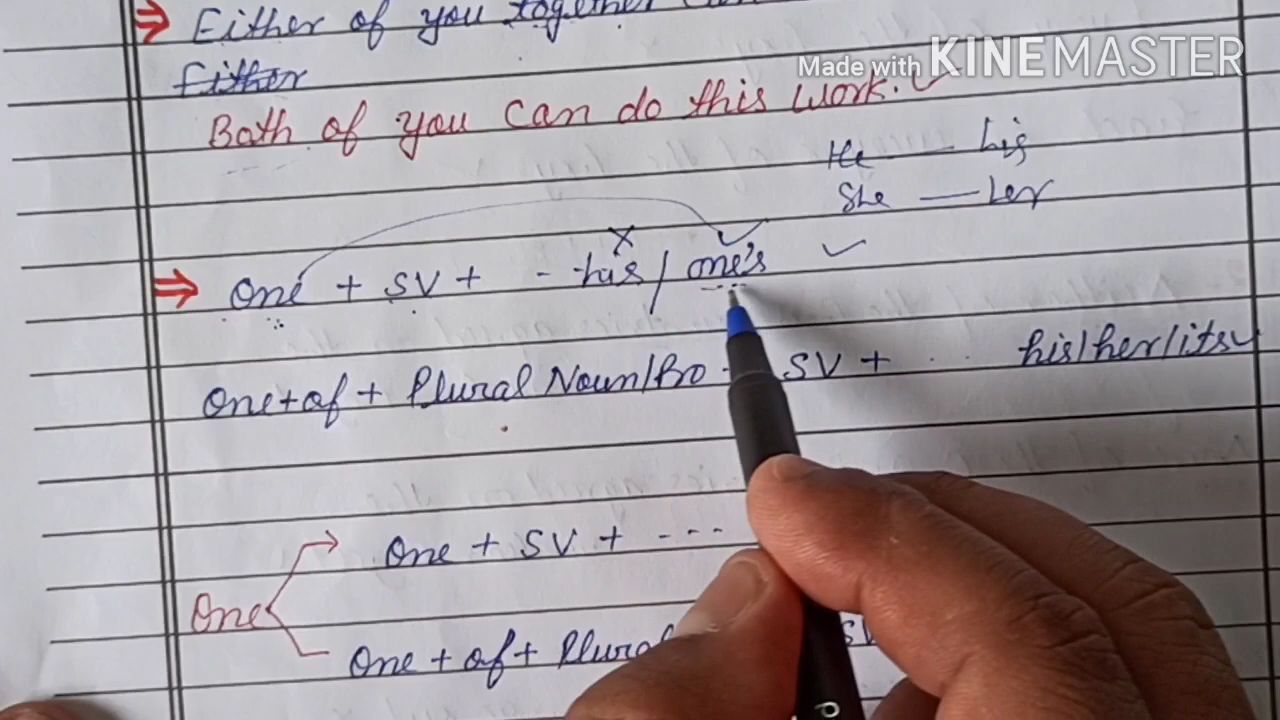 ⇒ Either of you together
Made with KINEMASTER
Either
Both of you can do this work. ✓
He — his
She — her
x ✓ ✓
⇒ One + SV + - his / one's
One + of + Plural Noun/Pro SV + .. his/her/its ✓
One + SV + ---
One
One + of + Plural SV
P